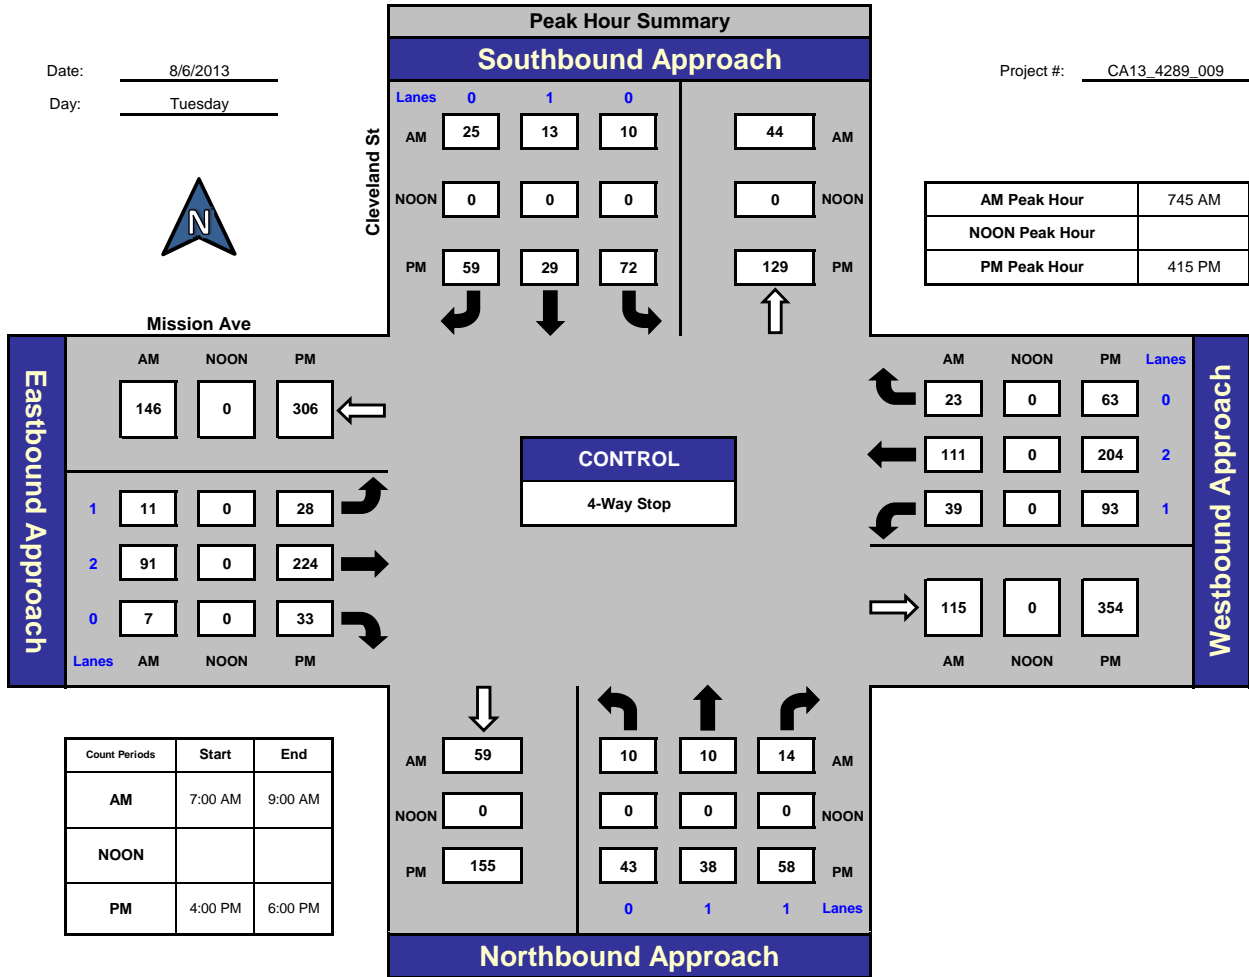 Peak Hour Summary
Southbound Approach
Date: 8/6/2013
Project #: CA13_4289_009
Day: Tuesday
Cleveland St
Lanes 0 1 0
AM 25 13 10 44 AM
NOON 0 0 0 0 NOON
PM 59 29 72 129 PM
N
AM Peak Hour 745 AM
NOON Peak Hour
PM Peak Hour 415 PM
Mission Ave
Eastbound Approach
AM NOON PM
146 0 306
1 11 0 28
2 91 0 224
0 7 0 33
Lanes AM NOON PM
CONTROL
4-Way Stop
AM NOON PM Lanes
23 0 63 0
111 0 204 2
39 0 93 1
115 0 354
AM NOON PM
Westbound Approach
Count Periods Start End
AM 7:00 AM 9:00 AM
NOON
PM 4:00 PM 6:00 PM
AM 59 10 10 14 AM
NOON 0 0 0 0 NOON
PM 155 43 38 58 PM
0 1 1 Lanes
Northbound Approach